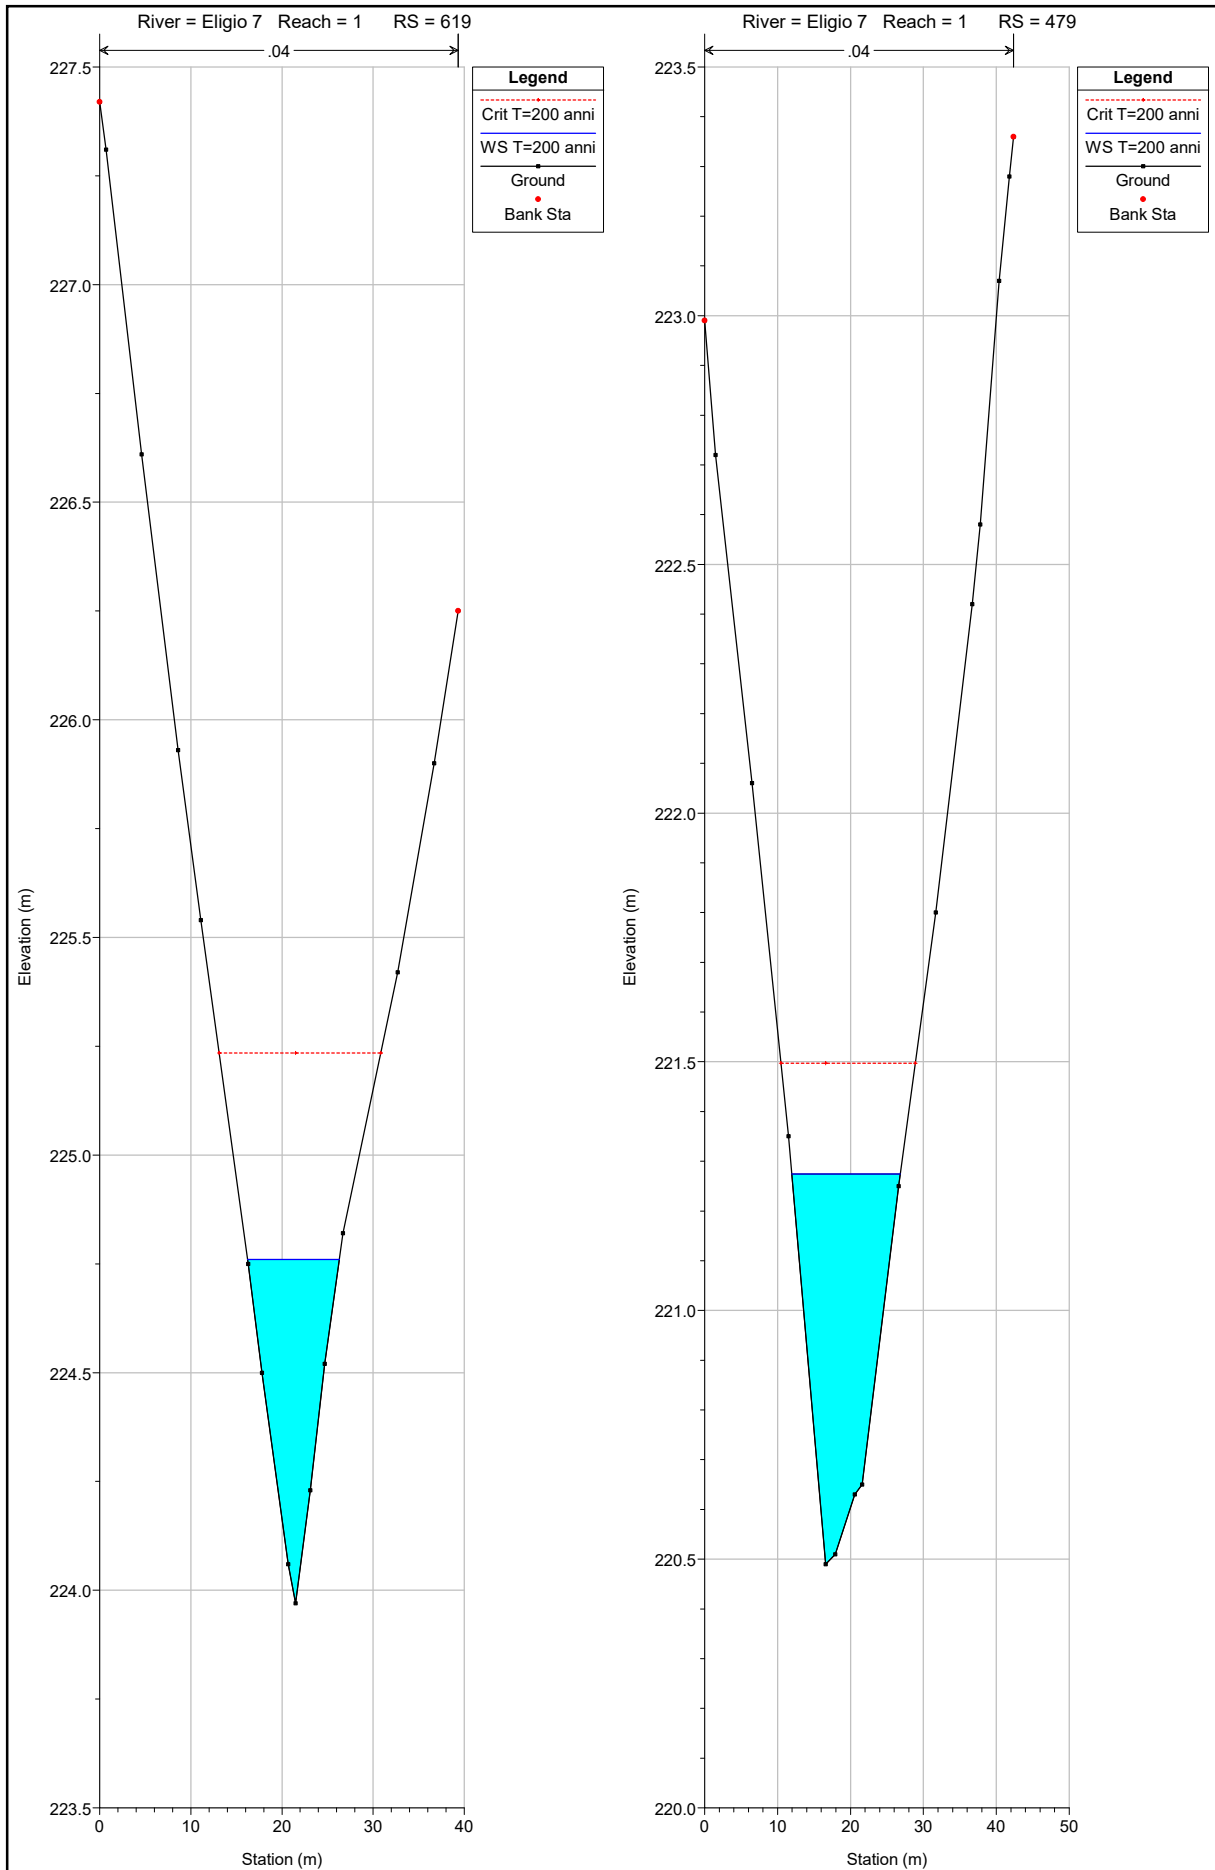 River = Eligio 7 Reach = 1 RS = 619
.04
Legend
Crit T=200 anni
WS T=200 anni
Ground
Bank Sta
227.5
227.0
226.5
226.0
225.5
225.0
224.5
224.0
223.5
Elevation (m)
0 10 20 30 40
Station (m)
River = Eligio 7 Reach = 1 RS = 479
.04
Legend
Crit T=200 anni
WS T=200 anni
Ground
Bank Sta
223.5
223.0
222.5
222.0
221.5
221.0
220.5
220.0
Elevation (m)
0 10 20 30 40 50
Station (m)